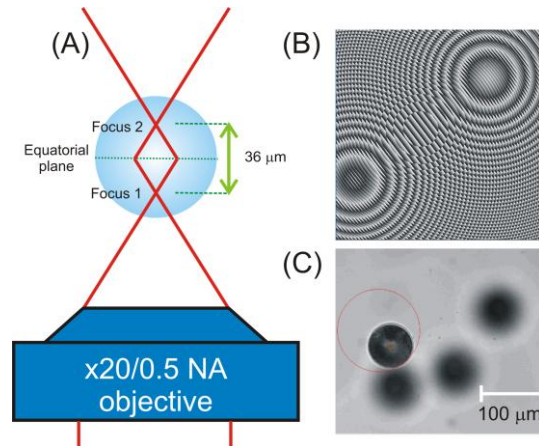 (A)
Focus 2
Equatorial
plane
36 μm
Focus 1
x20/0.5 NA
objective
(B)
(C)
100 μm